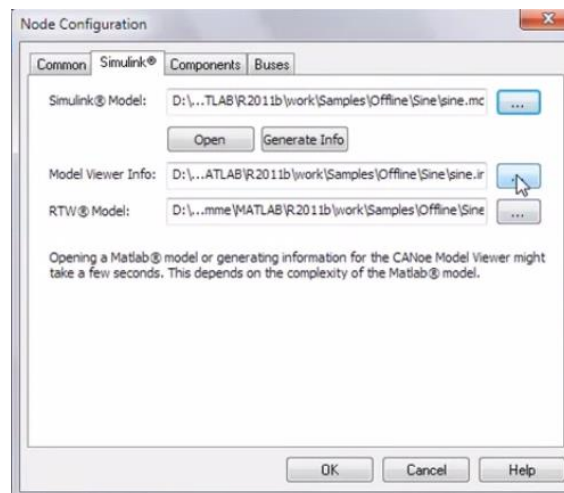 Node Configuration
Common Simulink® Components Buses
Simulink® Model: D:\...TLAB\R2011b\work\Samples\Offline\Sine\sine.mc ...
Open Generate Info
Model Viewer Info: D:\...ATLAB\R2011b\work\Samples\Offline\Sine\sine.ir
RTW® Model: D:\...mme\MATLAB\R2011b\work\Samples\Offline\Sine ...
Opening a Matlab® model or generating information for the CANoe Model Viewer might
take a few seconds. This depends on the complexity of the Matlab® model.
OK Cancel Help